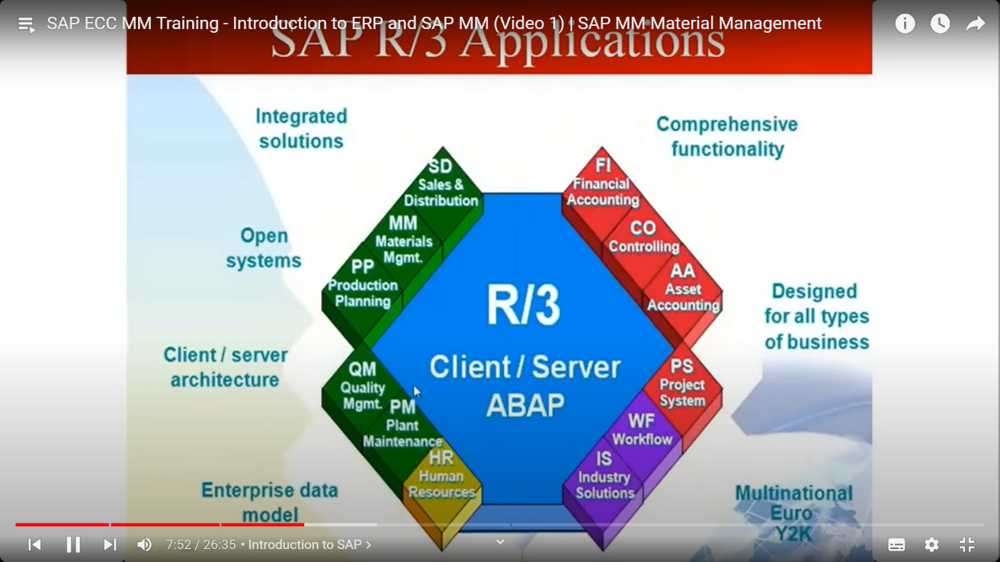 SAP ECC MM Training - Introduction to ERP and SAP MM (Video 1) | SAP MM-Material Management
SAP R/3 Applications
Integrated
solutions
Comprehensive
functionality
SD
Sales &
Distribution
FI
Financial
Accounting
MM
Materials
Mgmt.
CO
Controlling
Open
systems
PP
Production
Planning
AA
Asset
Accounting
Designed
for all types
of business
R/3
Client / Server
ABAP
Client / server
architecture
QM
Quality
Mgmt.
PS
Project
System
PM
Plant
Maintenance
WF
Workflow
HR
Human
Resources
IS
Industry
Solutions
Enterprise data
model
Multinational
Euro
Y2K
7:52 / 26:35 • Introduction to SAP >